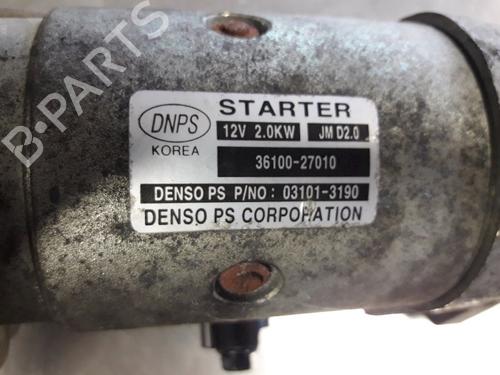 B-PARTS
DNPS
KOREA
STARTER
12V 2.0KW JM D2.0
36100-27010
DENSO PS P/NO : 03101-3190
DENSO PS CORPORATION